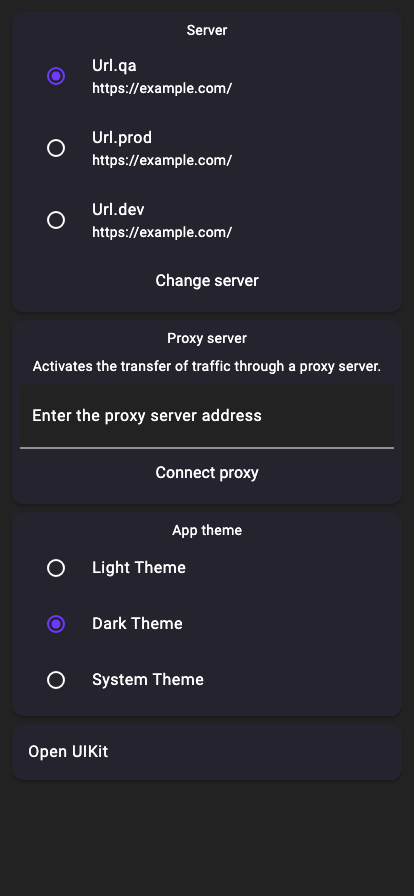 Server
Url.qa
https://example.com/
Url.prod
https://example.com/
Url.dev
https://example.com/
Change server
Proxy server
Activates the transfer of traffic through a proxy server.
Enter the proxy server address
Connect proxy
App theme
Light Theme
Dark Theme
System Theme
Open UIKit